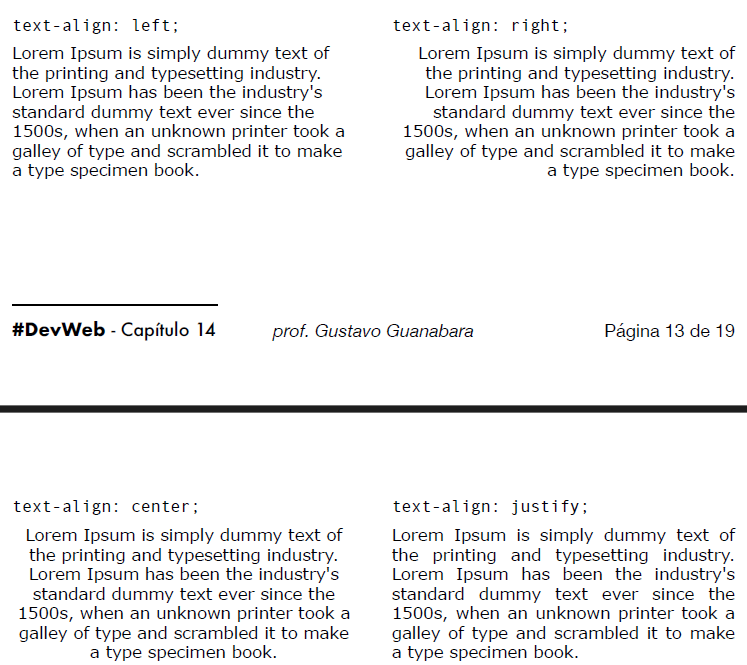 text-align: left;
Lorem Ipsum is simply dummy text of
the printing and typesetting industry.
Lorem Ipsum has been the industry's
standard dummy text ever since the
1500s, when an unknown printer took a
galley of type and scrambled it to make
a type specimen book.
text-align: right;
Lorem Ipsum is simply dummy text of
the printing and typesetting industry.
Lorem Ipsum has been the industry's
standard dummy text ever since the
1500s, when an unknown printer took a
galley of type and scrambled it to make
a type specimen book.
#DevWeb - Capítulo 14 prof. Gustavo Guanabara Página 13 de 19
text-align: center;
Lorem Ipsum is simply dummy text of
the printing and typesetting industry.
Lorem Ipsum has been the industry's
standard dummy text ever since the
1500s, when an unknown printer took a
galley of type and scrambled it to make
a type specimen book.
text-align: justify;
Lorem Ipsum is simply dummy text of
the printing and typesetting industry.
Lorem Ipsum has been the industry's
standard dummy text ever since the
1500s, when an unknown printer took a
galley of type and scrambled it to make
a type specimen book.